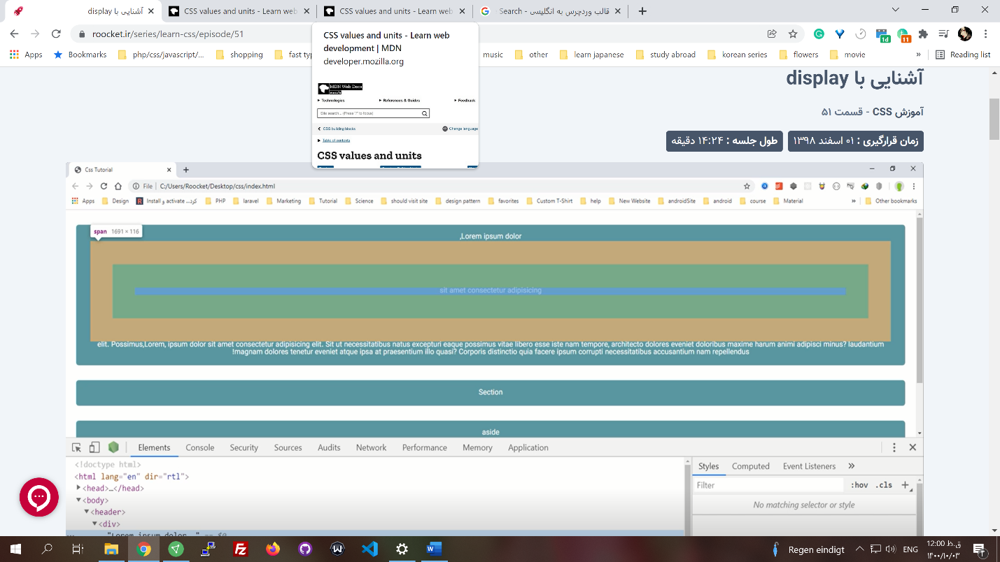 آشنایی با display
CSS values and units - Learn web
CSS values and units - Learn web
قالب وردپرس به انگلیسی - Search
roocket.ir/series/learn-css/episode/51
1d
11
Apps
Bookmarks
php/css/javascript/...
shopping
fast typ
music
other
learn japanese
study abroad
korean series
flowers
movie
»
Reading list
CSS values and units - Learn web
development | MDN
developer.mozilla.org
MDN Web Docs
Technologies
References & Guides
Feedback
Site search... (Press "/" to focus)
CSS building blocks
Change language
Table of contents
CSS values and units
آشنایی با display
آموزش CSS - قسمت ۵۱
زمان قرارگیری : ۰۱ اسفند ۱۳۹۸
طول جلسه : ۱۴:۲۴ دقیقه
Css Tutorial
File | C:/Users/Roocket/Desktop/css/index.html
Apps
Design
Install و activate کرد...
PHP
laravel
Marketing
Tutorial
Science
should visit site
design pattern
favorites
Custom T-Shirt
help
New Website
androidSite
android
course
Material
»
Other bookmarks
span 1691 × 116
,Lorem ipsum dolor
sit amet consectetur adipisicing
elit. Possimus,Lorem, ipsum dolor sit amet consectetur adipisicing elit. Sit ut necessitatibus natus excepturi eaque possimus vitae libero esse iste nam tempore, architecto dolores eveniet doloribus maxime harum animi adipisci minus? laudantium
!magnam dolores tenetur eveniet atque ipsa at praesentium illo quasi? Corporis distinctio quia facere ipsum corrupti necessitatibus accusantium nam repellendus
Section
aside
Elements
Console
Security
Sources
Audits
Network
Performance
Memory
Application
<!doctype html>
<html lang="en" dir="rtl">
<head>…</head>
<body>
<header>
<div>
"Lorem ipsum dolor, " == $0
Styles
Computed
Event Listeners
»
Filter
:hov
.cls
+
No matching selector or style
Regen eindigt
ENG
12:00 ق.ظ
۱۴۰۰/۱۰/۰۳
1